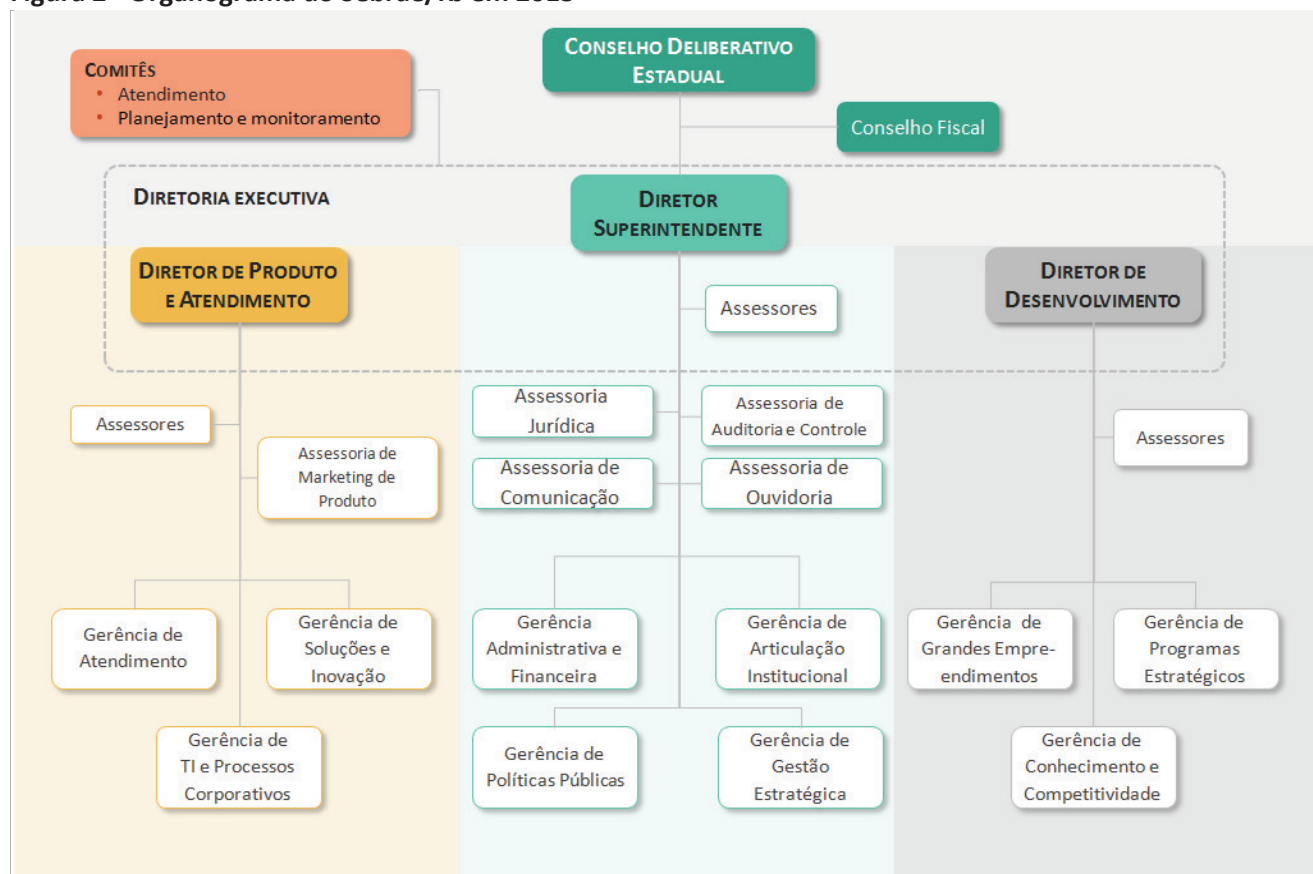 CONSELHO DELIBERATIVO
ESTADUAL
COMITÊS
• Atendimento
• Planejamento e monitoramento
Conselho Fiscal
DIRETORIA EXECUTIVA
DIRETOR
SUPERINTENDENTE
DIRETOR DE PRODUTO
E ATENDIMENTO
DIRETOR DE
DESENVOLVIMENTO
Assessores
Assessores
Assessoria de
Marketing de
Produto
Assessoria
Jurídica
Assessoria de
Auditoria e Controle
Assessoria de
Comunicação
Assessoria de
Ouvidoria
Assessores
Gerência de
Atendimento
Gerência de
Soluções e
Inovação
Gerência de
TI e Processos
Corporativos
Gerência
Administrativa e
Financeira
Gerência de
Articulação
Institucional
Gerência de
Políticas Públicas
Gerência de
Gestão
Estratégica
Gerência de
Grandes Empre-
endimentos
Gerência de
Programas
Estratégicos
Gerência de
Conhecimento e
Competitividade